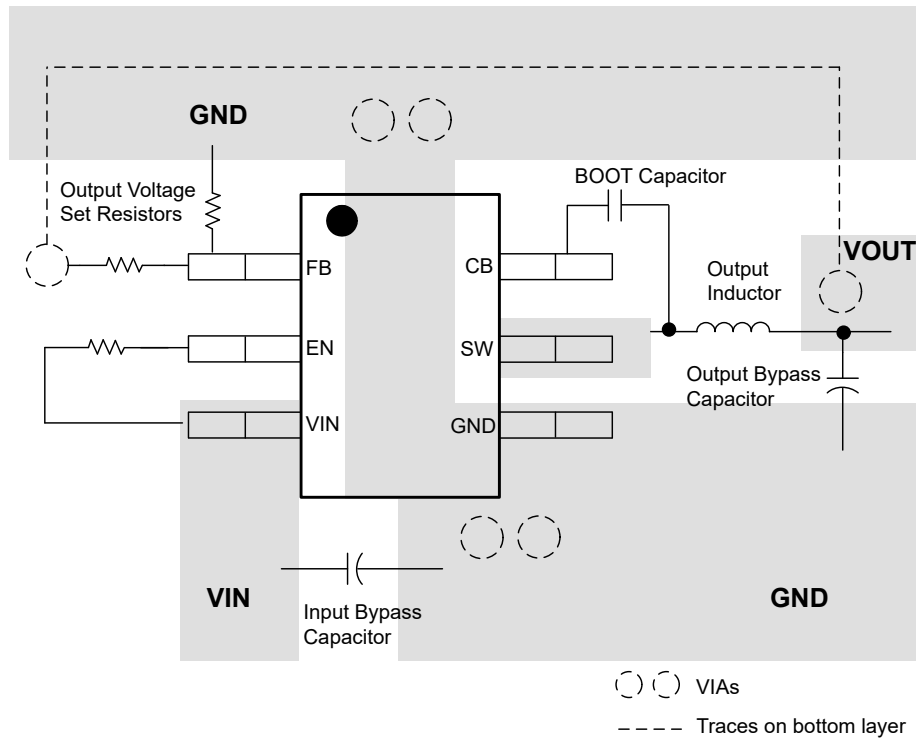 GND
BOOT Capacitor
Output Voltage
Set Resistors
FB
CB
VOUT
Output
Inductor
EN
SW
Output Bypass
Capacitor
VIN
GND
VIN
Input Bypass
Capacitor
GND
VIAs
Traces on bottom layer